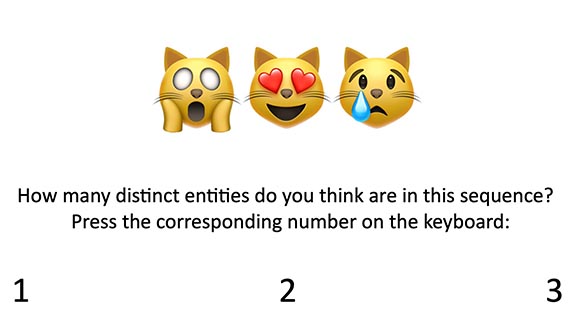 How many distinct entities do you think are in this sequence?
Press the corresponding number on the keyboard:
1 2 3